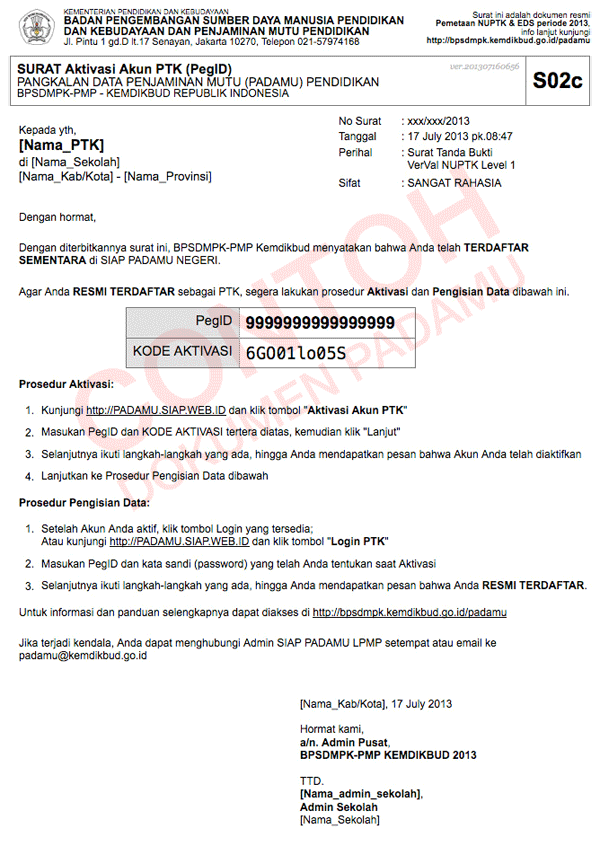 KEMENTERIAN PENDIDIKAN DAN KEBUDAYAAN
BADAN PENGEMBANGAN SUMBER DAYA MANUSIA PENDIDIKAN
DAN KEBUDAYAAN DAN PENJAMINAN MUTU PENDIDIKAN
Jl. Pintu 1 gd.D lt.17 Senayan, Jakarta 10270, Telepon 021-57974168
Surat ini adalah dokumen resmi
Pemetaan NUPTK & EDS periode 2013,
info lanjut kunjungi
http://bpsdmpk.kemdikbud.go.id/padamu
SURAT Aktivasi Akun PTK (PegID)
PANGKALAN DATA PENJAMINAN MUTU (PADAMU) PENDIDIKAN
BPSDMPK-PMP - KEMDIKBUD REPUBLIK INDONESIA
ver.201307160656
S02c
Kepada yth,
[Nama_PTK]
di [Nama_Sekolah]
[Nama_Kab/Kota] - [Nama_Provinsi]
No Surat : xxx/xxx/2013
Tanggal : 17 July 2013 pk.08:47
Perihal : Surat Tanda Bukti
VerVal NUPTK Level 1
Sifat : SANGAT RAHASIA
Dengan hormat,
Dengan diterbitkannya surat ini, BPSDMPK-PMP Kemdikbud menyatakan bahwa Anda telah TERDAFTAR
SEMENTARA di SIAP PADAMU NEGERI.
Agar Anda RESMI TERDAFTAR sebagai PTK, segera lakukan prosedur Aktivasi dan Pengisian Data dibawah ini.
PegID 9999999999999999
KODE AKTIVASI 6GO01lo05S
CONTOH
DOKUMEN PADAMU
Prosedur Aktivasi:
1. Kunjungi http://PADAMU.SIAP.WEB.ID dan klik tombol "Aktivasi Akun PTK"
2. Masukan PegID dan KODE AKTIVASI tertera diatas, kemudian klik "Lanjut"
3. Selanjutnya ikuti langkah-langkah yang ada, hingga Anda mendapatkan pesan bahwa Akun Anda telah diaktifkan
4. Lanjutkan ke Prosedur Pengisian Data dibawah
Prosedur Pengisian Data:
1. Setelah Akun Anda aktif, klik tombol Login yang tersedia;
Atau kunjungi http://PADAMU.SIAP.WEB.ID dan klik tombol "Login PTK"
2. Masukan PegID dan kata sandi (password) yang telah Anda tentukan saat Aktivasi
3. Selanjutnya ikuti langkah-langkah yang ada, hingga Anda mendapatkan pesan bahwa Anda RESMI TERDAFTAR.
Untuk informasi dan panduan selengkapnya dapat diakses di http://bpsdmpk.kemdikbud.go.id/padamu
Jika terjadi kendala, Anda dapat menghubungi Admin SIAP PADAMU LPMP setempat atau email ke
padamu@kemdikbud.go.id
[Nama_Kab/Kota], 17 July 2013
Hormat kami,
a/n. Admin Pusat,
BPSDMPK-PMP KEMDIKBUD 2013
TTD.
[Nama_admin_sekolah],
Admin Sekolah
[Nama_Sekolah]